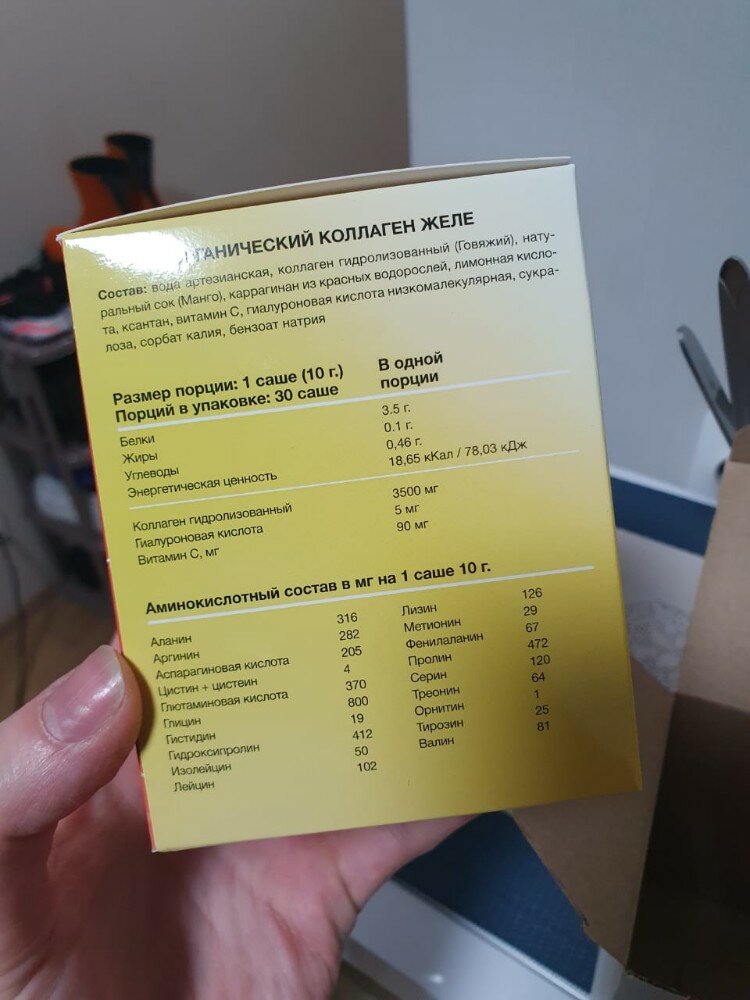 ГАНИЧЕСКИЙ КОЛЛАГЕН ЖЕЛЕ
Состав: вода артезианская, коллаген гидролизованный (Говяжий), нату-
ральный сок (Манго), каррагинан из красных водорослей, лимонная кисло-
та, ксантан, витамин С, гиалуроновая кислота низкомалекулярная, сукра-
лоза, сорбат калия, бензоат натрия
Размер порции: 1 саше (10 г.)
Порций в упаковке: 30 саше
В одной
порции
Белки 3.5 г.
Жиры 0.1 г.
Углеводы 0,46 г.
Энергетическая ценность 18,65 кКал / 78,03 кДж
Коллаген гидролизованный 3500 мг
Гиалуроновая кислота 5 мг
Витамин С, мг 90 мг
Аминокислотный состав в мг на 1 саше 10 г.
Аланин 316
Аргинин 282
Аспарагиновая кислота 205
Цистин + цистеин 4
Глютаминовая кислота 370
Глицин 800
Гистидин 19
Гидроксипролин 412
Изолейцин 50
Лейцин 102
Лизин 126
Метионин 29
Фенилаланин 67
Пролин 472
Серин 120
Треонин 64
Орнитин 1
Тирозин 25
Валин 81